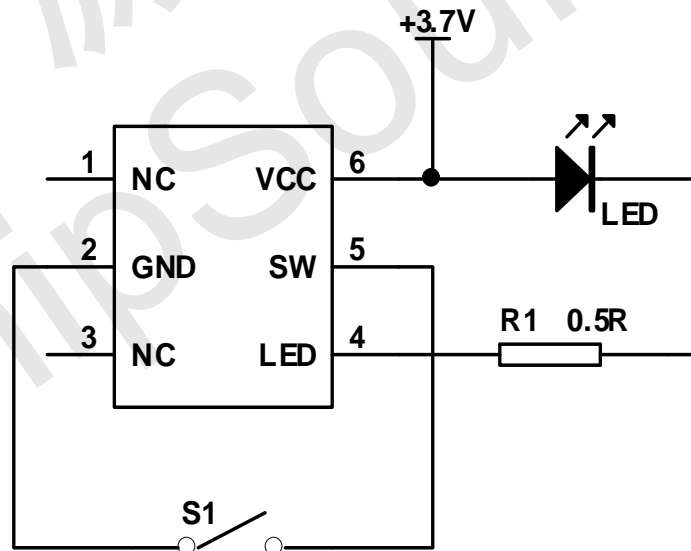 +3.7V
1 NC VCC 6
LED
2 GND SW 5
R1 0.5R
3 NC LED 4
S1